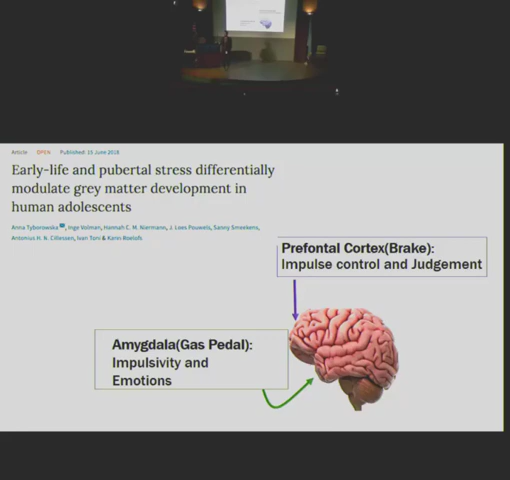 Article OPEN Published: 15 June 2018
Early-life and pubertal stress differentially
modulate grey matter development in
human adolescents
Anna Tyborowska, Inge Volman, Hannah C. M. Niermann, J. Loes Pouwels, Sanny Smeekens,
Antonius H. N. Cillessen, Ivan Toni & Karin Roelofs
Prefontal Cortex(Brake):
Impulse control and Judgement
Amygdala(Gas Pedal):
Impulsivity and
Emotions